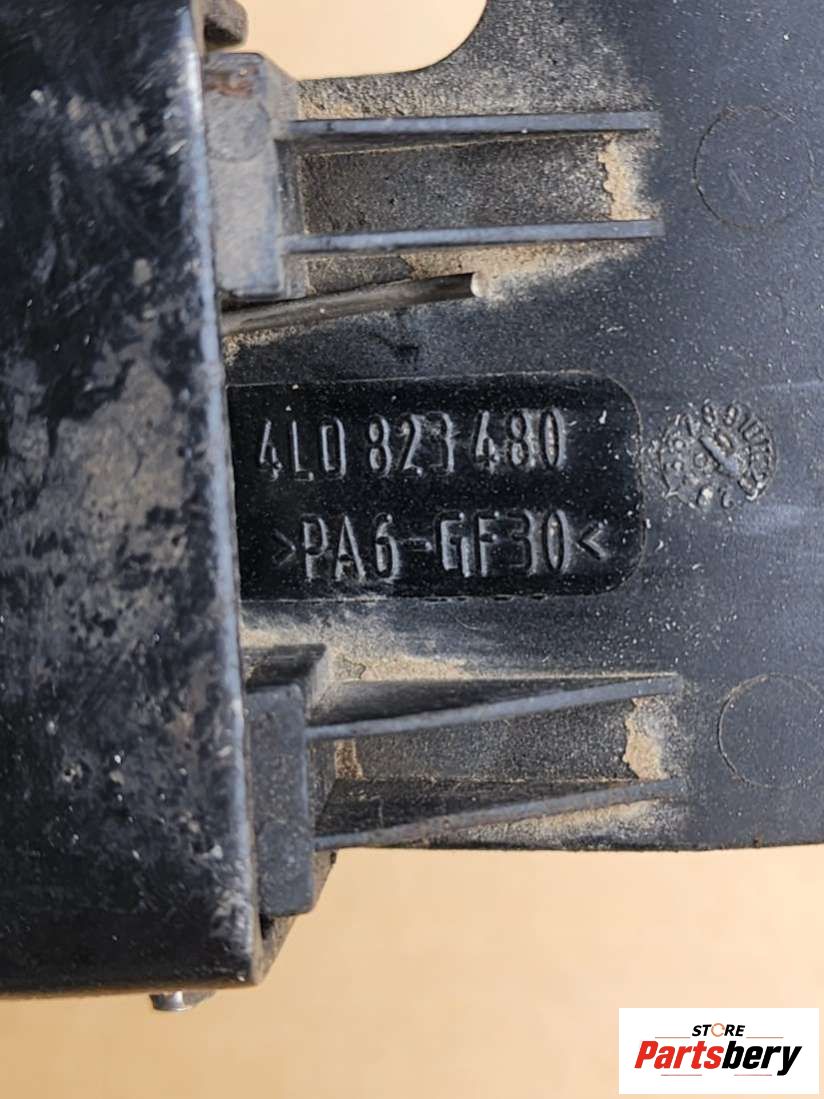 4L0 823 480
>PA6-GF30<
STORE
Partsbery